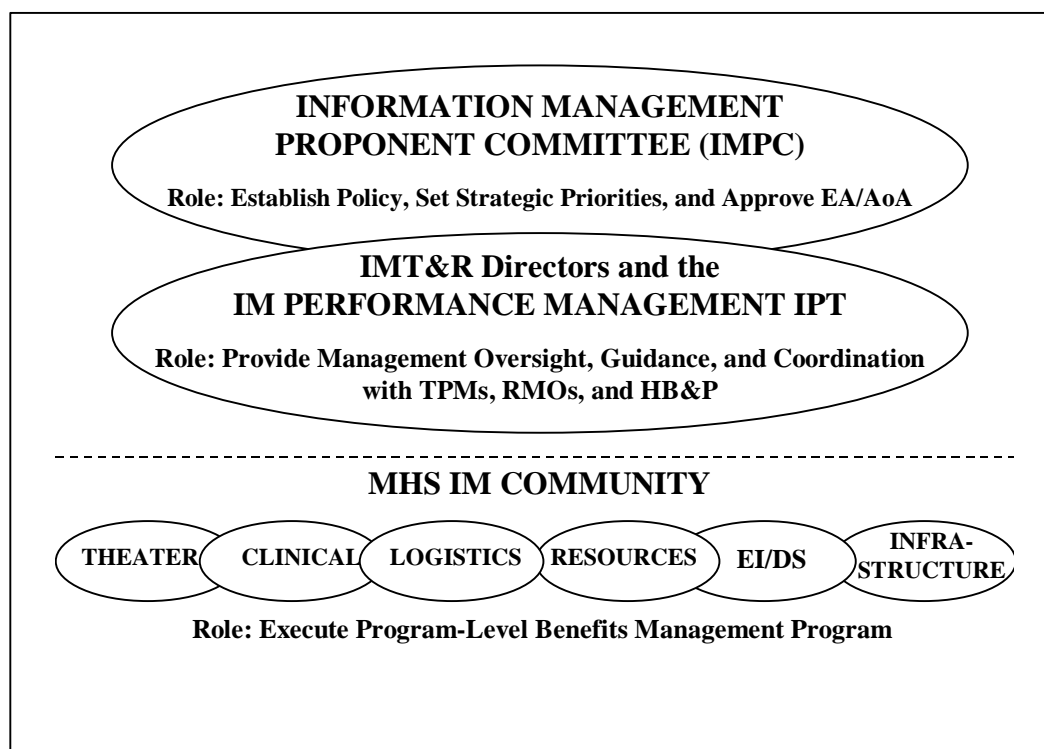 INFORMATION MANAGEMENT
PROPONENT COMMITTEE (IMPC)
Role: Establish Policy, Set Strategic Priorities, and Approve EA/AoA
IMT&R Directors and the
IM PERFORMANCE MANAGEMENT IPT
Role: Provide Management Oversight, Guidance, and Coordination
with TPMs, RMOs, and HB&P
MHS IM COMMUNITY
THEATER
CLINICAL
LOGISTICS
RESOURCES
EI/DS
INFRA-
STRUCTURE
Role: Execute Program-Level Benefits Management Program